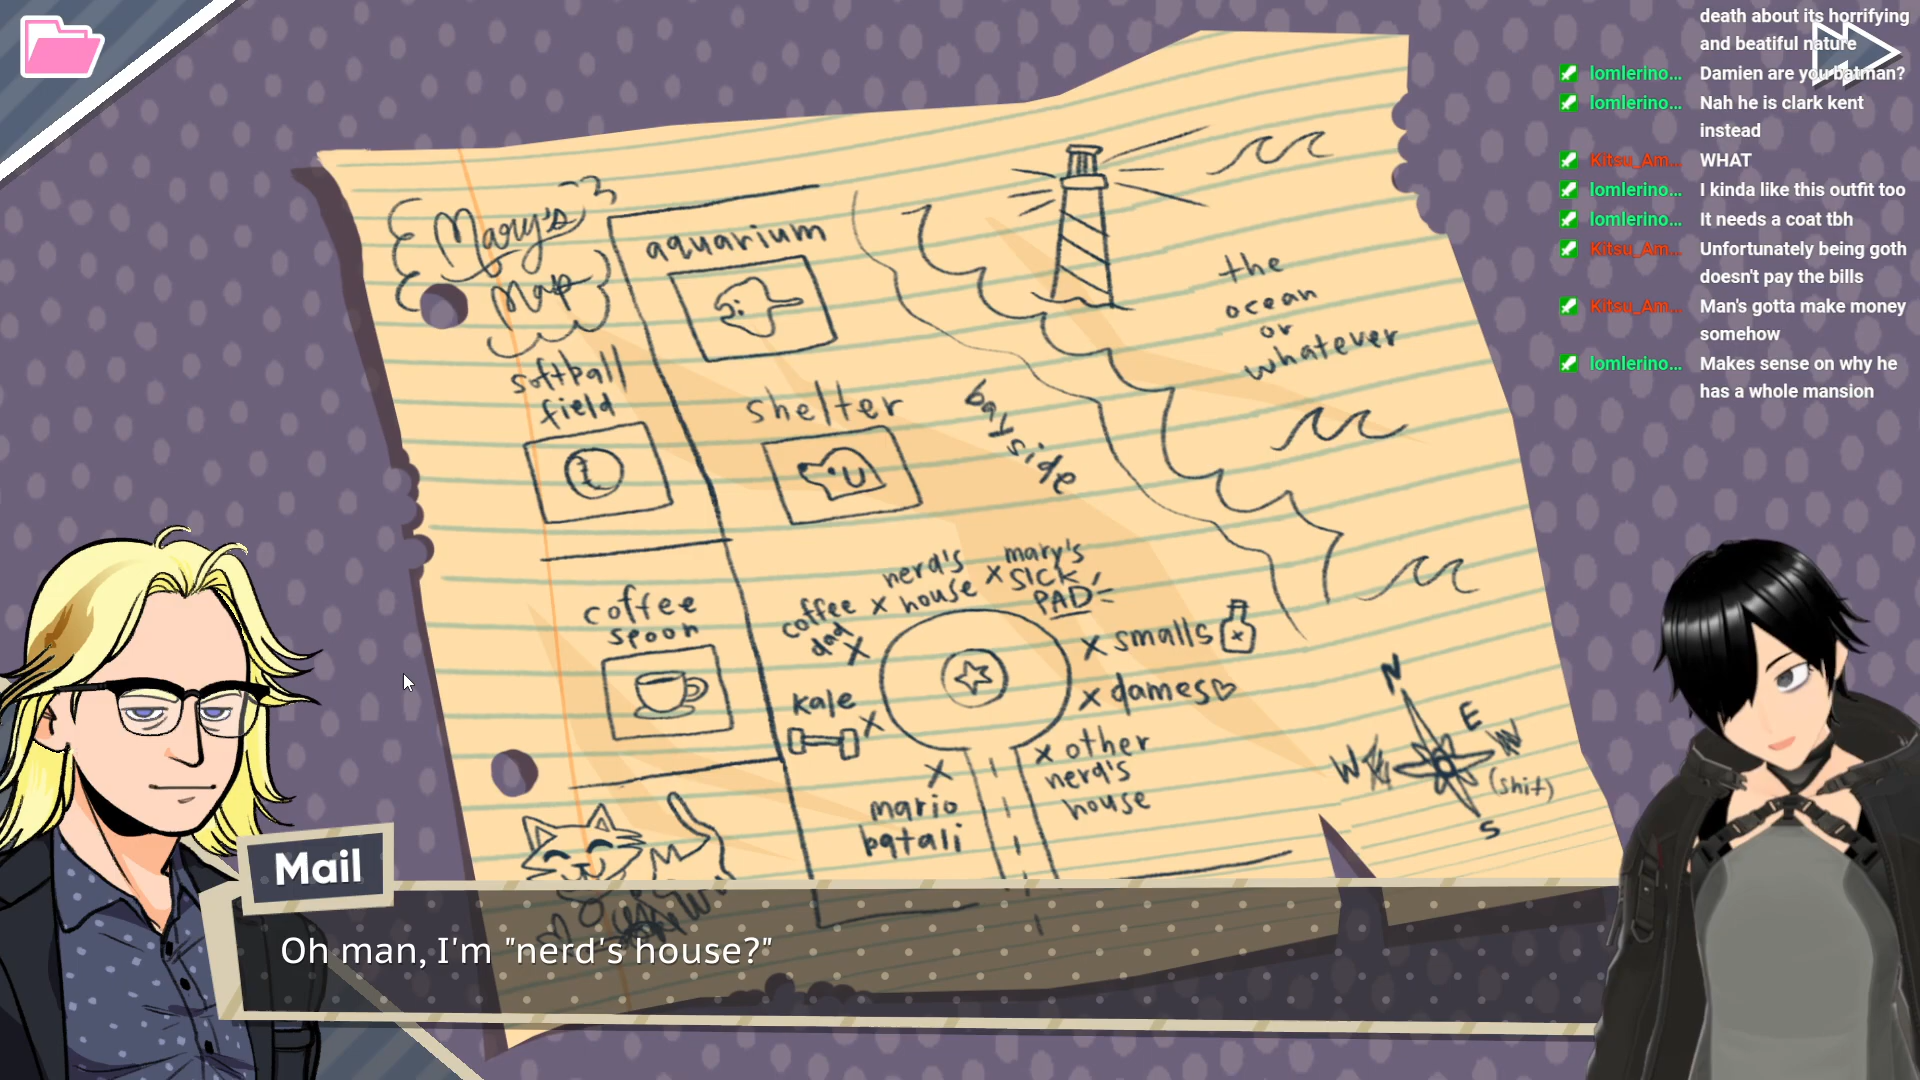 Mary's
map
aquarium
softball
field
shelter
bayside
the
ocean
or
whatever
coffee
spoon
coffee
dad X
X nerd's
house
X mary's
SICK
PAD
X smalls
X dames
kale
X
X other
nerd's
house
X
mario
batali
N
E
W
(shit)
S
MEOW
Mail
Oh man, I'm "nerd's house?"
death about its horrifying
and beatiful nature
lomlerino... Damien are you batman?
lomlerino... Nah he is clark kent
instead
Kitsu_Am... WHAT
lomlerino... I kinda like this outfit too
lomlerino... It needs a coat tbh
Kitsu_Am... Unfortunately being goth
doesn't pay the bills
Kitsu_Am... Man's gotta make money
somehow
lomlerino... Makes sense on why he
has a whole mansion